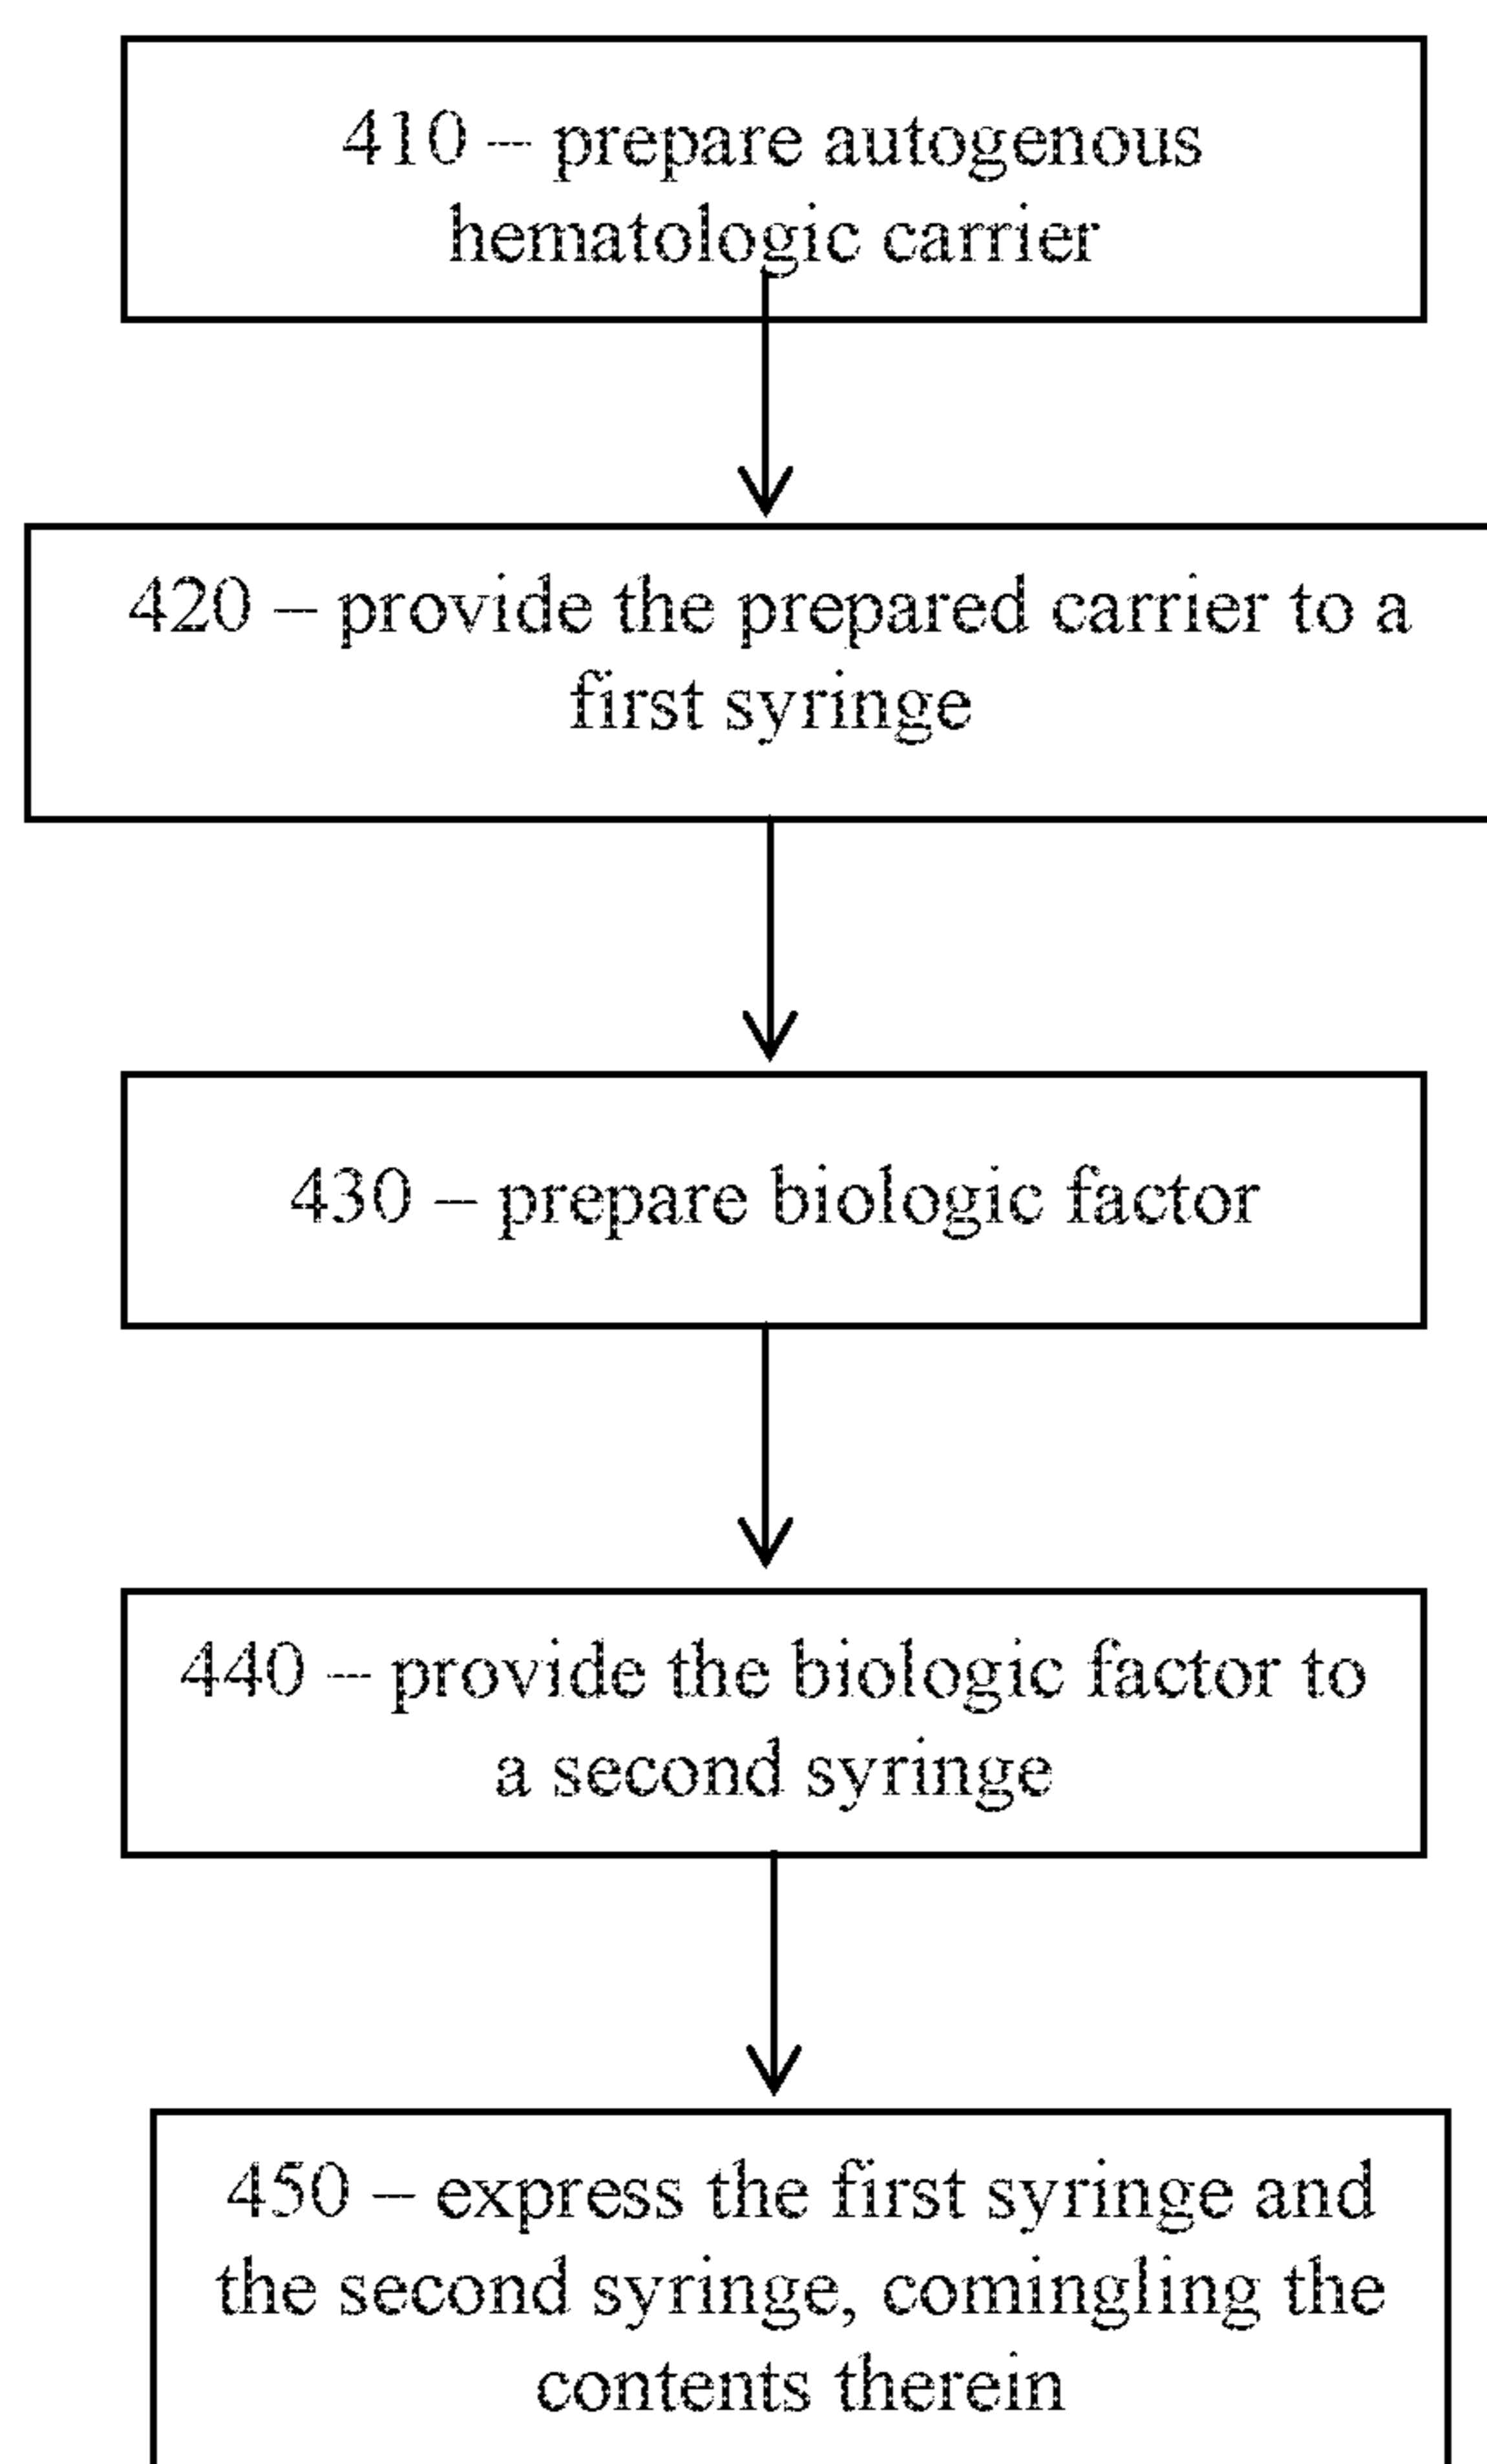 410 – prepare autogenous
hematologic carrier
420 – provide the prepared carrier to a
first syringe
430 – prepare biologic factor
440 – provide the biologic factor to
a second syringe
450 – express the first syringe and
the second syringe, comingling the
contents therein